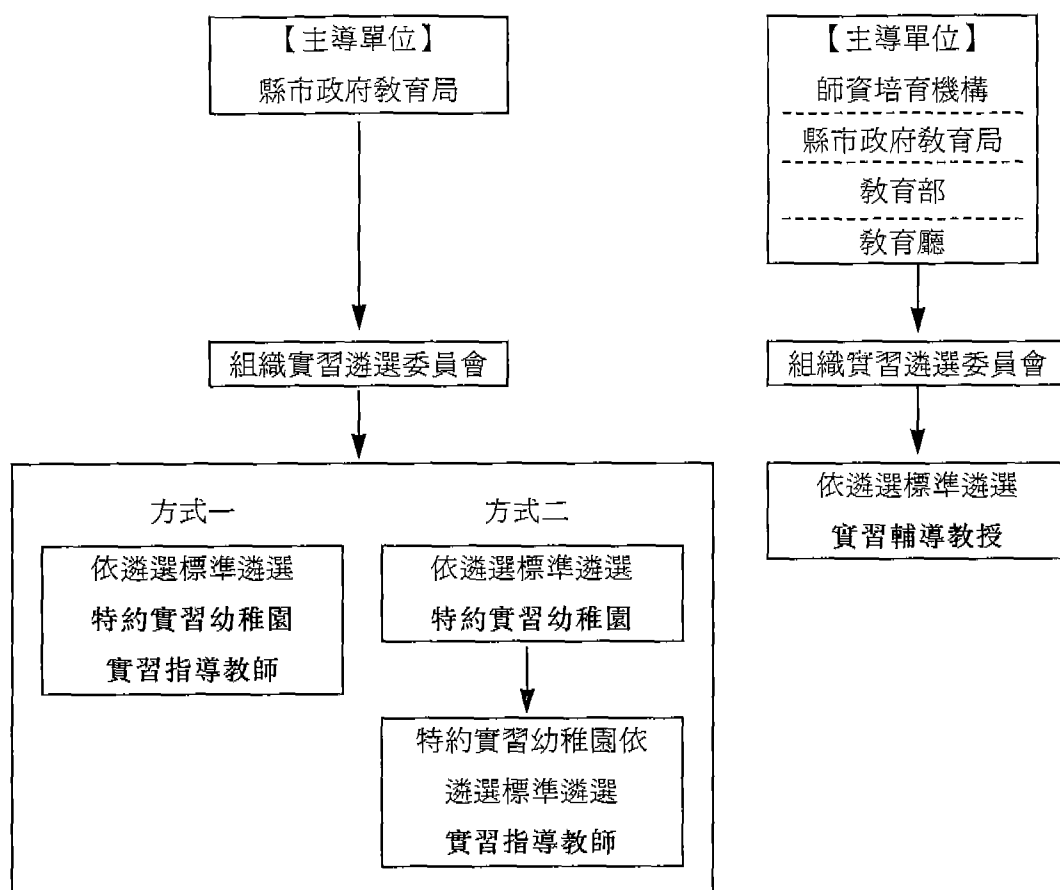 【主導單位】
縣市政府教育局
組織實習遴選委員會
方式一
依遴選標準遴選
特約實習幼稚園
實習指導教師
方式二
依遴選標準遴選
特約實習幼稚園
特約實習幼稚園依
遴選標準遴選
實習指導教師
【主導單位】
師資培育機構
縣市政府教育局
教育部
教育廳
組織實習遴選委員會
依遴選標準遴選
實習輔導教授